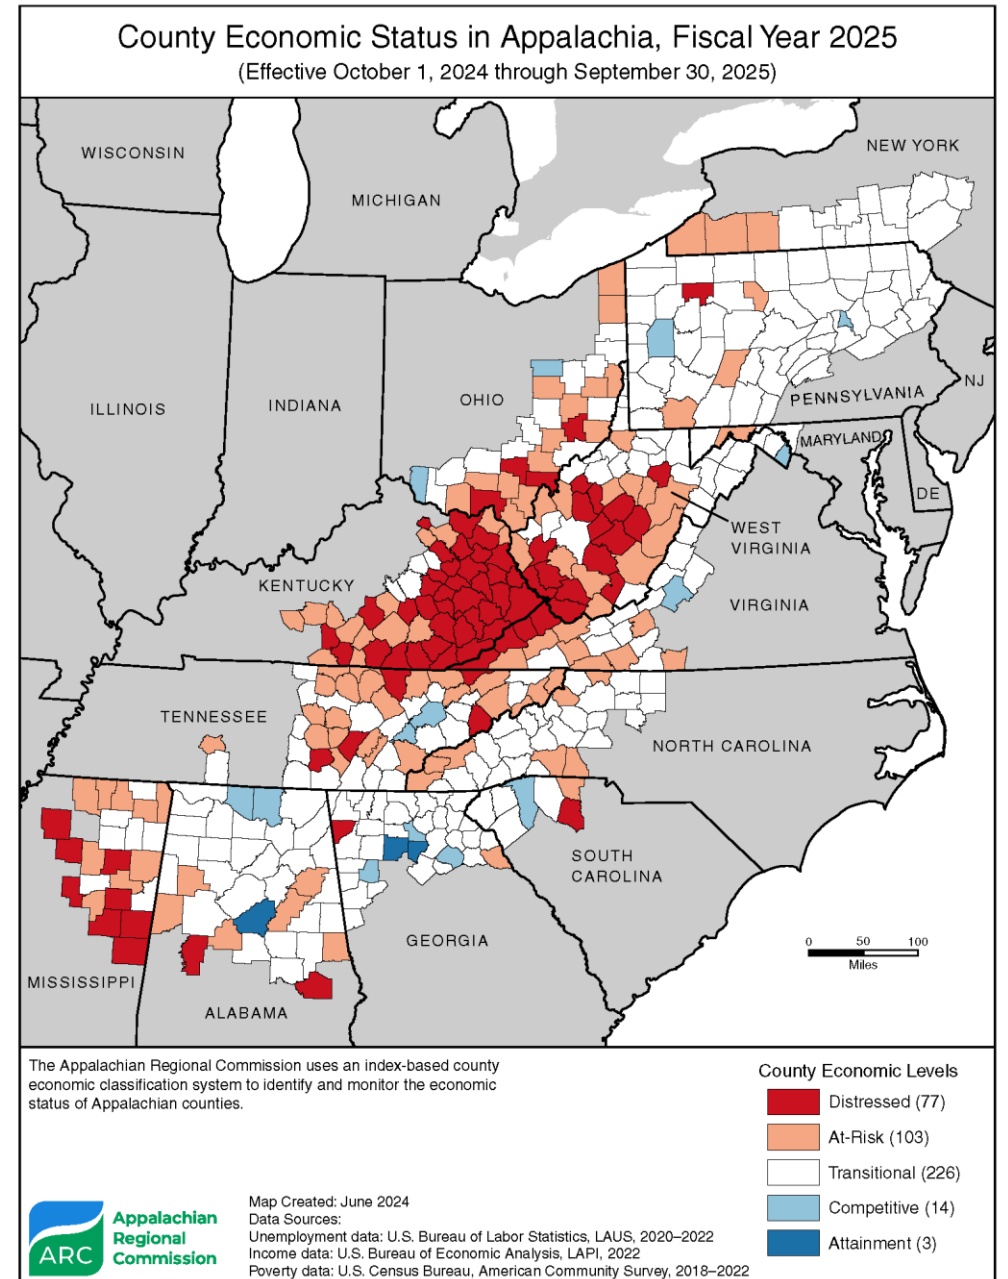 County Economic Status in Appalachia, Fiscal Year 2025
(Effective October 1, 2024 through September 30, 2025)
WISCONSIN
MICHIGAN
NEW YORK
ILLINOIS
INDIANA
OHIO
PENNSYLVANIA
NJ
MARYLAND
DE
WEST
VIRGINIA
KENTUCKY
VIRGINIA
TENNESSEE
NORTH CAROLINA
SOUTH
CAROLINA
GEORGIA
MISSISSIPPI
ALABAMA
0 50 100
Miles
The Appalachian Regional Commission uses an index-based county
economic classification system to identify and monitor the economic
status of Appalachian counties.
County Economic Levels
Distressed (77)
At-Risk (103)
Transitional (226)
Competitive (14)
Attainment (3)
ARC
Appalachian
Regional
Commission
Map Created: June 2024
Data Sources:
Unemployment data: U.S. Bureau of Labor Statistics, LAUS, 2020–2022
Income data: U.S. Bureau of Economic Analysis, LAPI, 2022
Poverty data: U.S. Census Bureau, American Community Survey, 2018–2022